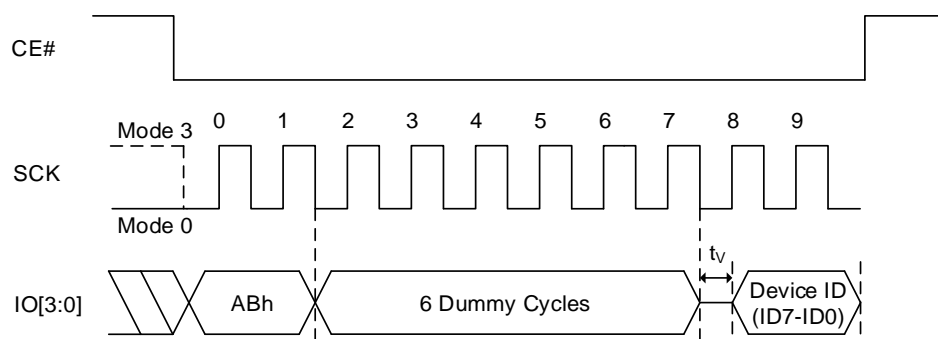 CE#
0 1 2 3 4 5 6 7 8 9
Mode 3
SCK
Mode 0
tV
IO[3:0]
ABh
6 Dummy Cycles
Device ID
(ID7-ID0)